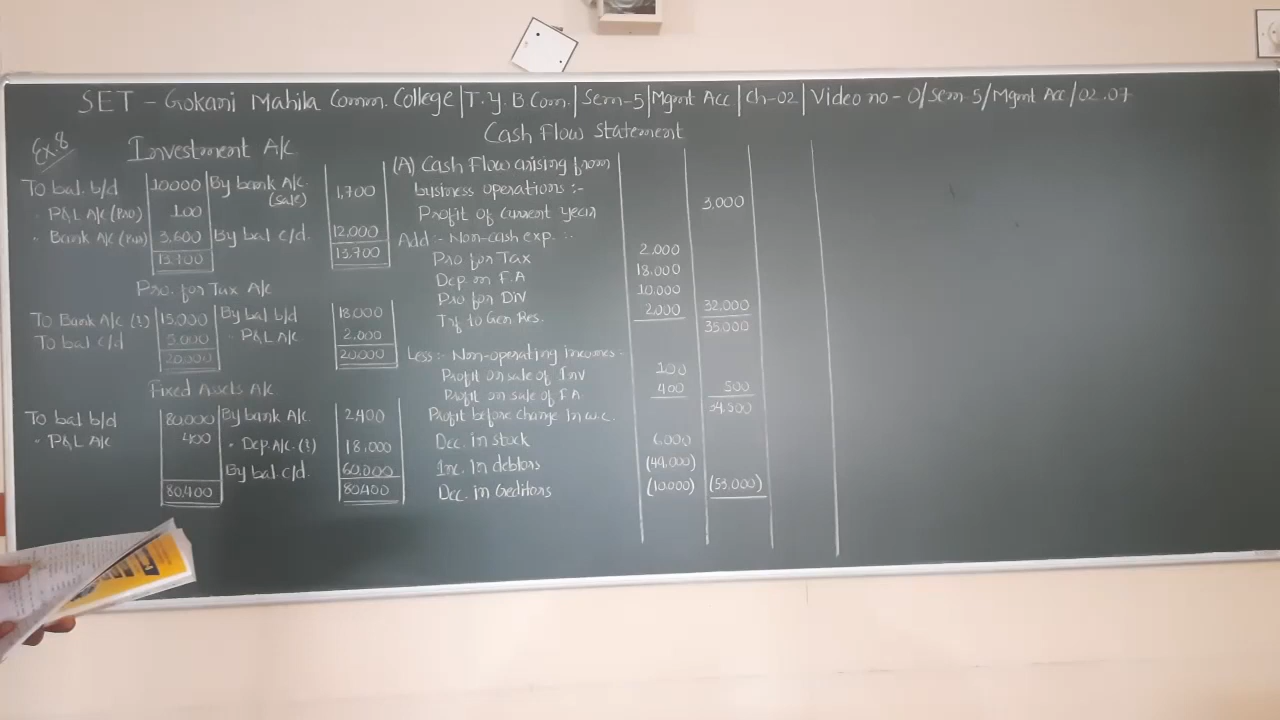 SET - Gokani Mahila Comm. College | T.Y. B Com. | Sem-5 | Mgmt Acc | Ch-02 | Video no - 0/Sem-5/Mgmt Acc/02.07
Ex.8
Investment A/c
To bal. b/d 10000 By bank A/c. (sale) 1,700
" P&L A/c (Pro) 100
" Bank A/c (Pur) 3,600 By bal c/d. 12,000
13,700 13,700
Pro. for Tax A/c
To Bank A/c (?) 15,000 By bal b/d 18,000
To bal c/d 5,000 " P&L A/c 2,000
20,000 20,000
Fixed Assets A/c
To bal b/d 80,000 By bank A/c. 2,400
" P&L A/c 400 " Dep. A/c. (?) 18,000
By bal. c/d. 60,000
80,400 80,400
Cash Flow Statement
(A) Cash Flow arising from
business operations :-
Profit of current year 3,000
Add :- Non-cash exp. :-
Pro for Tax 2,000
Dep. on F.A 18,000
Pro for Div 10,000
Trf to Gen Res. 2,000 32,000
35,000
Less :- Non-operating incomes -
Profit on sale of Inv 100
Profit on sale of F.A 400 500
34,500
Profit before change in w.c.
Dec. in stock 6,000
Inc. in debtors (49,000)
Dec. in Creditors (10,000) (53,000)